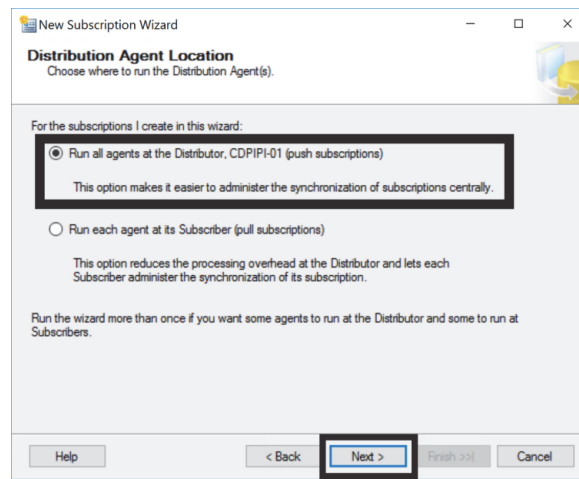 New Subscription Wizard
Distribution Agent Location
Choose where to run the Distribution Agent(s).
For the subscriptions I create in this wizard:
Run all agents at the Distributor, CDPIPI-01 (push subscriptions)
This option makes it easier to administer the synchronization of subscriptions centrally.
Run each agent at its Subscriber (pull subscriptions)
This option reduces the processing overhead at the Distributor and lets each
Subscriber administer the synchronization of its subscription.
Run the wizard more than once if you want some agents to run at the Distributor and some to run at
Subscribers.
Help < Back Next > Finish >>| Cancel